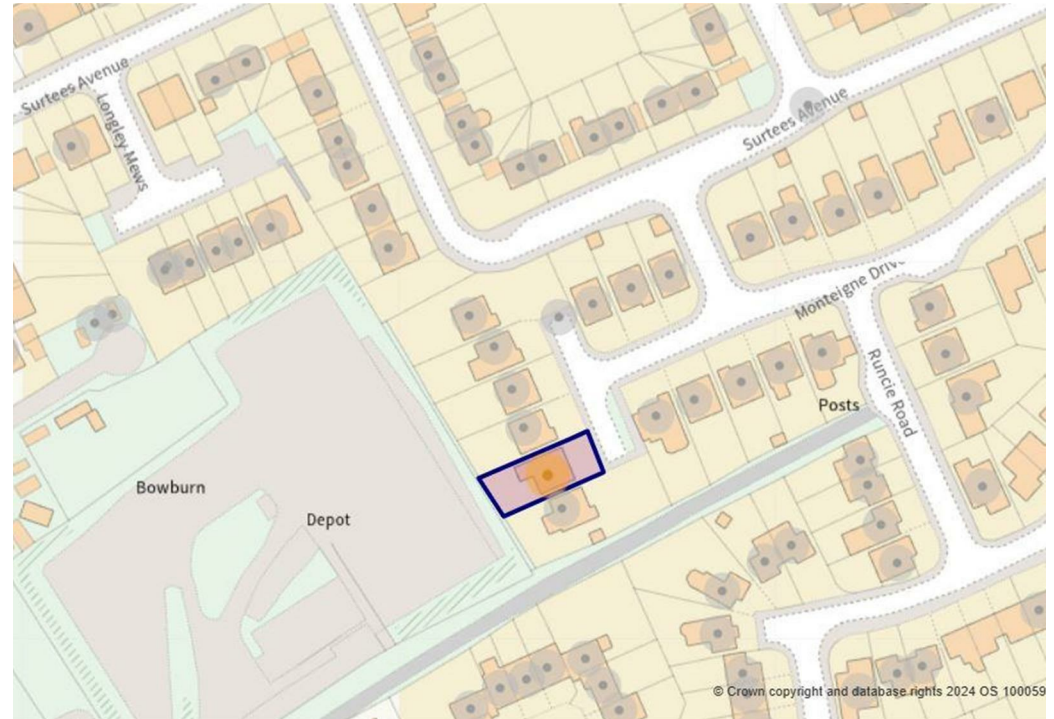 Surtees Avenue
Longley Mews
Surtees Avenue
Monteigne Drive
Runcie Road
Posts
Bowburn
Depot
© Crown copyright and database rights 2024 OS 100059